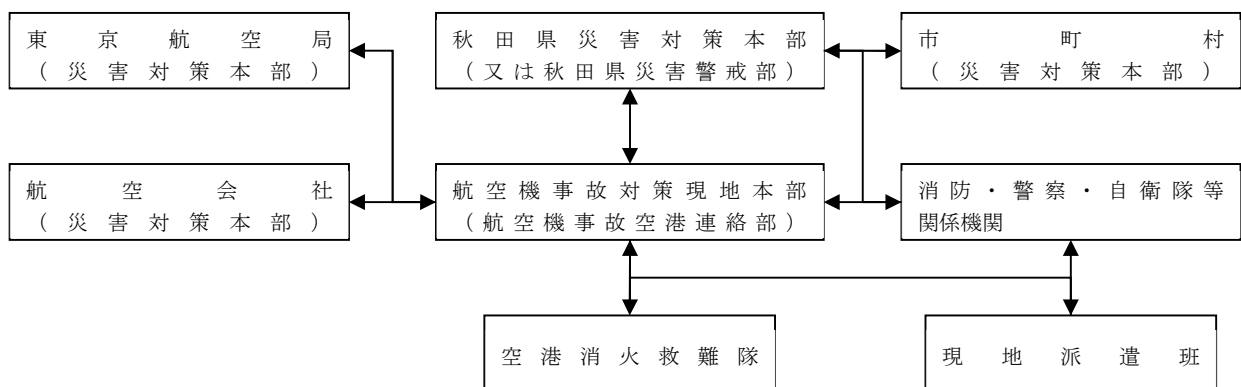 東京航空局
(災害対策本部)
秋田県災害対策本部
(又は秋田県災害警戒部)
市町村
(災害対策本部)
航空会社
(災害対策本部)
航空機事故対策現地本部
(航空機事故空港連絡部)
消防・警察・自衛隊等
関係機関
空港消火救難隊
現地派遣班